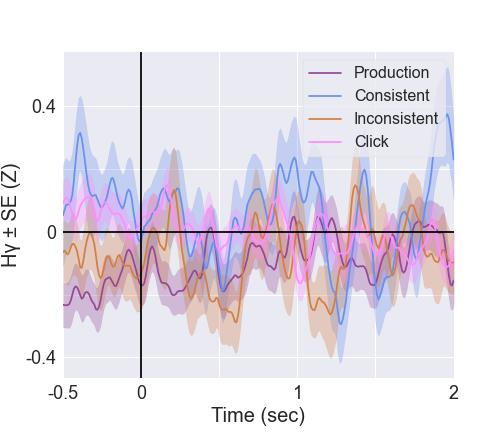 Production
Consistent
Inconsistent
Click
0.4
0
-0.4
Hγ ± SE (Z)
-0.5
0
1
2
Time (sec)